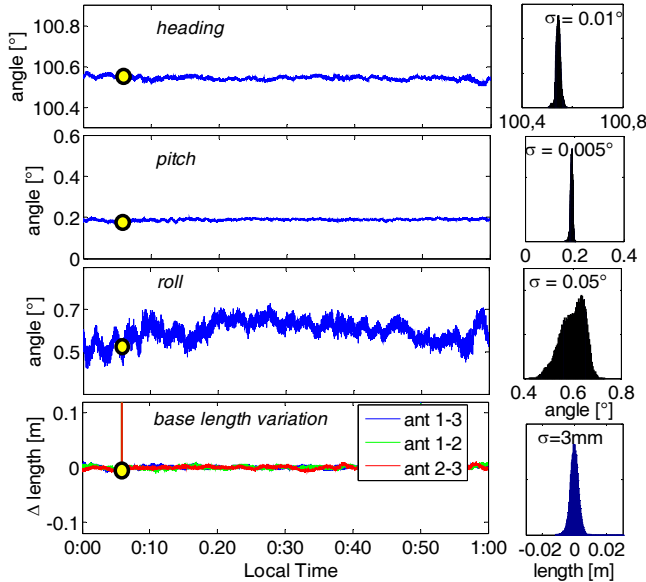 heading
angle [°]
100.8
100.6
100.4
σ = 0.01°
100,4
100,8
pitch
angle [°]
0.6
0.4
0.2
0
σ = 0.005°
0
0.2
0.4
roll
angle [°]
0.7
0.5
σ = 0.05°
0.4
0.6
0.8
angle [°]
base length variation
Δ length [m]
0.1
0
-0.1
ant 1-3
ant 1-2
ant 2-3
0:00
0:10
0:20
0:30
0:40
0:50
1:00
Local Time
σ=3mm
-0.02
0
0.02
length [m]